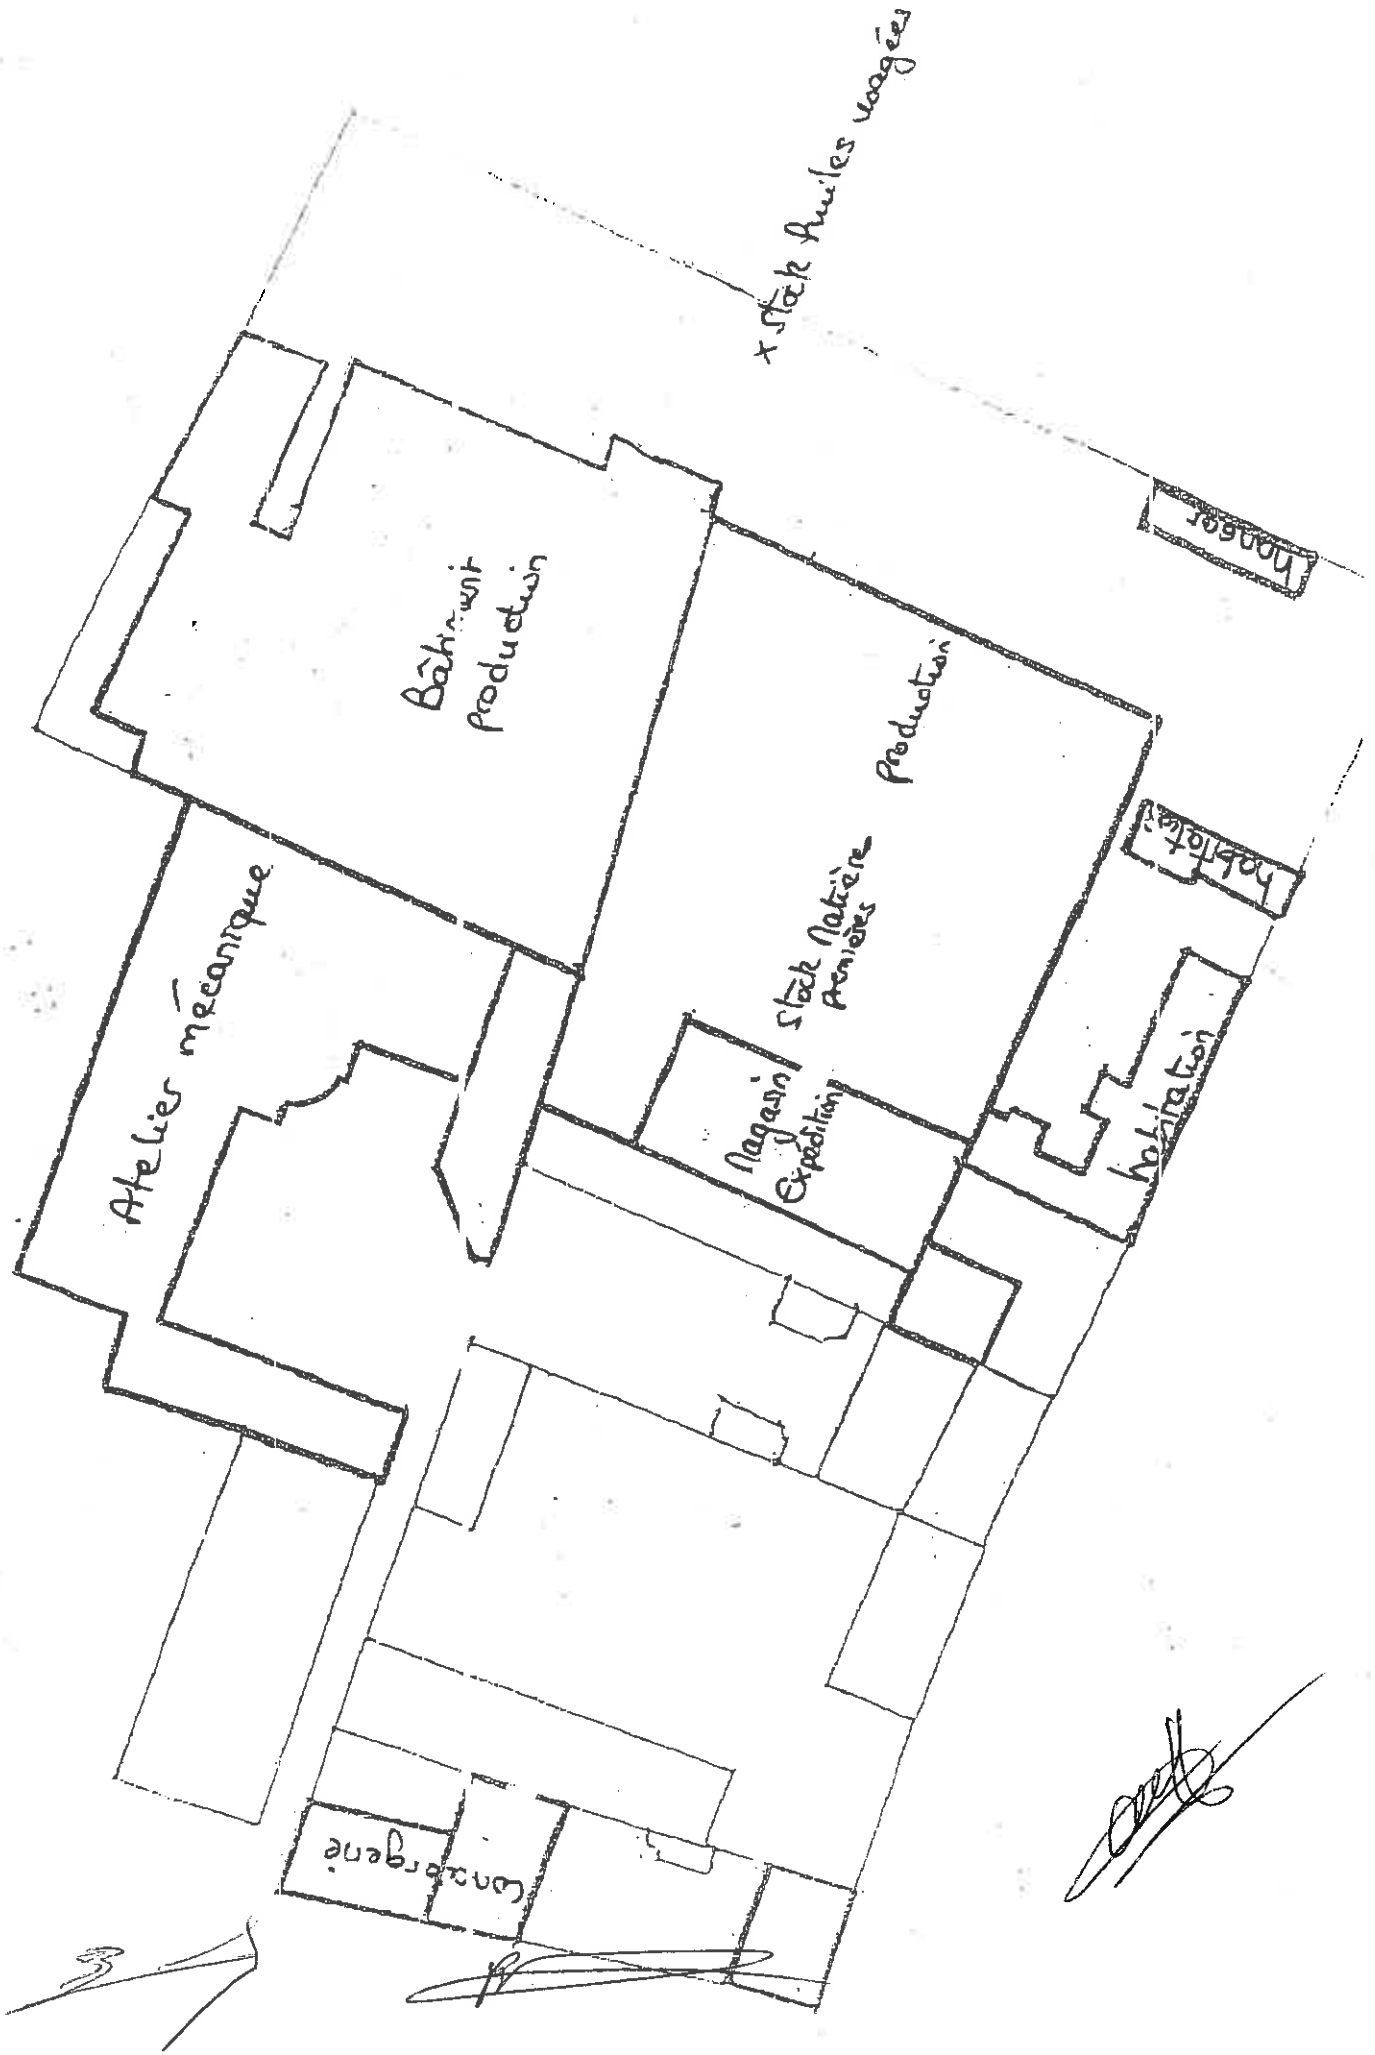 x stock huiles usagées
hangar
Bâtiment
production
Production
habitation
Atelier mécanique
Stock Matière
Premières
Magasin
Expédition
habitation
Conciergerie